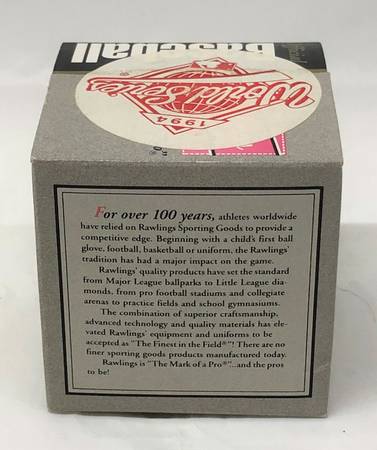 Baseball
World Series
®
1994
For over 100 years, athletes worldwide
have relied on Rawlings Sporting Goods to provide a
competitive edge. Beginning with a child's first ball
glove, football, basketball or uniform, the Rawlings'
tradition has had a major impact on the game.
Rawlings' quality products have set the standard
from Major League ballparks to Little League dia-
monds, from pro football stadiums and collegiate
arenas to practice fields and school gymnasiums.
The combination of superior craftsmanship,
advanced technology and quality materials has ele-
vated Rawlings' equipment and uniforms to be
accepted as "The Finest in the Field®"! There are no
finer sporting goods products manufactured today.
Rawlings is "The Mark of a Pro®"...and the pros
to be!